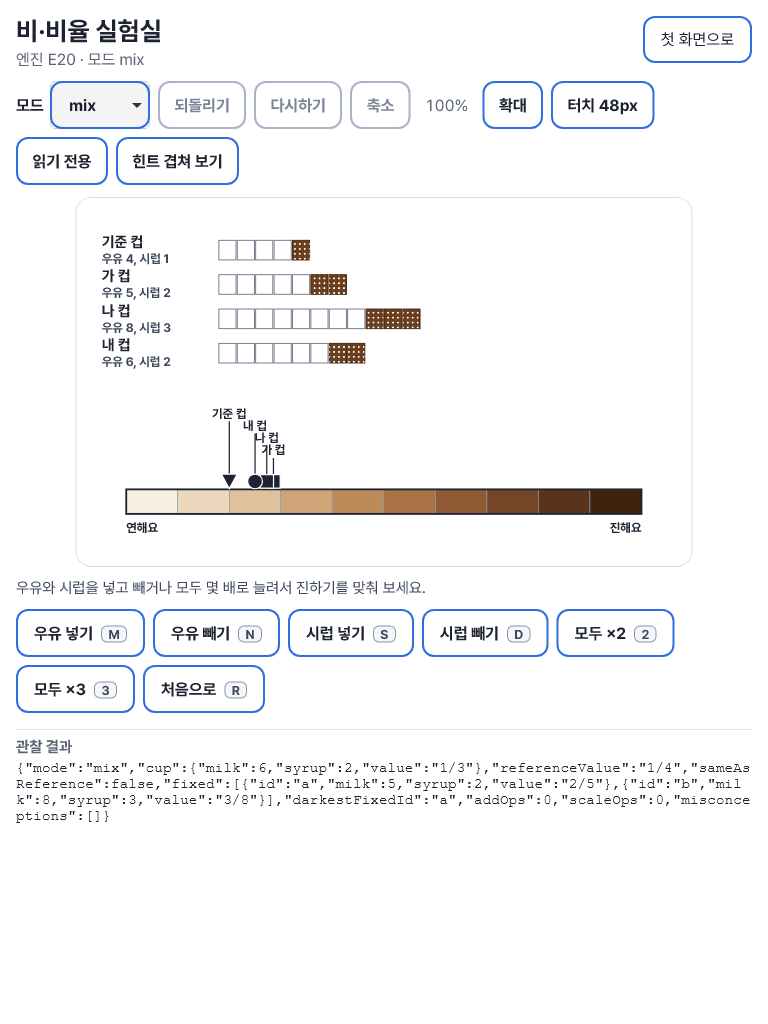 비·비율 실험실
엔진 E20 · 모드 mix
첫 화면으로
모드 mix 되돌리기 다시하기 축소 100% 확대 터치 48px
읽기 전용 힌트 겹쳐 보기
기준 컵
우유 4, 시럽 1
가 컵
우유 5, 시럽 2
나 컵
우유 8, 시럽 3
내 컵
우유 6, 시럽 2
기준 컵
내 컵
나 컵
가 컵
연해요 진해요
우유와 시럽을 넣고 빼거나 모두 몇 배로 늘려서 진하기를 맞춰 보세요.
우유 넣기 M 우유 빼기 N 시럽 넣기 S 시럽 빼기 D 모두 ×2 2
모두 ×3 3 처음으로 R
관찰 결과
{"mode":"mix","cup":{"milk":6,"syrup":2,"value":"1/3"},"referenceValue":"1/4","sameAs
Reference":false,"fixed":[{"id":"a","milk":5,"syrup":2,"value":"2/5"},{"id":"b","mil
k":8,"syrup":3,"value":"3/8"}],"darkestFixedId":"a","addOps":0,"scaleOps":0,"misconce
ptions":[]}